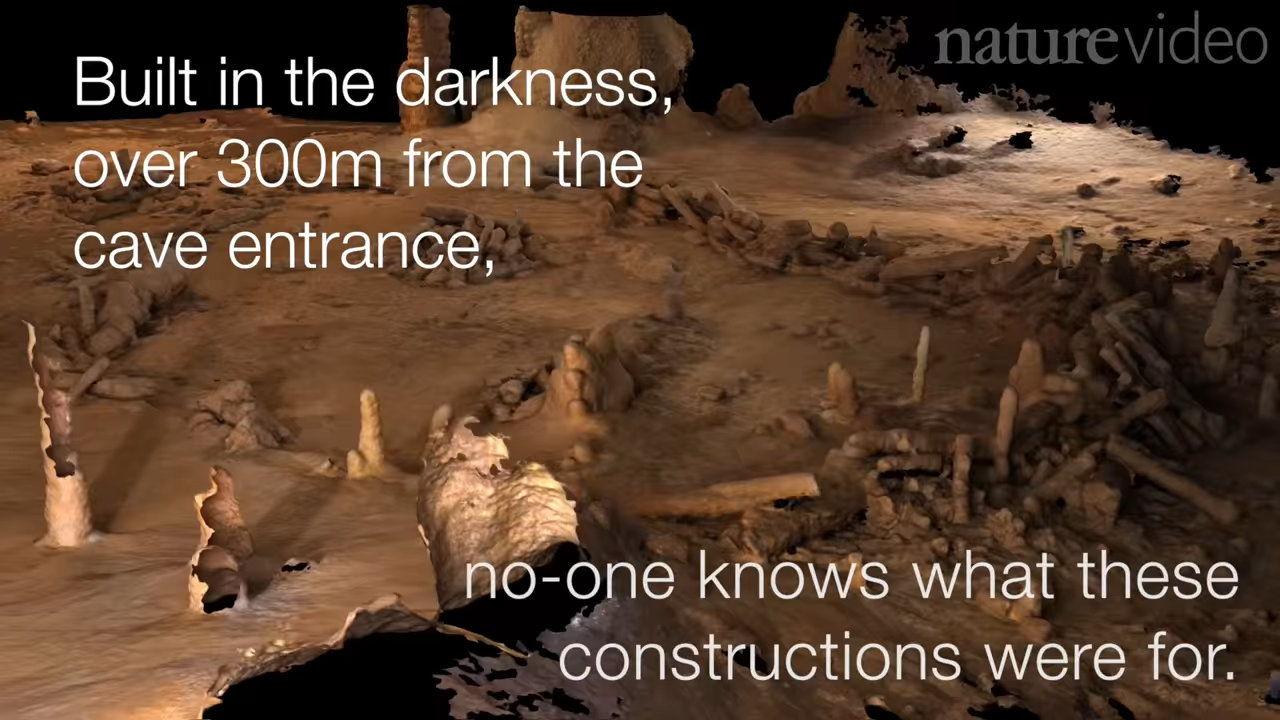 naturevideo
Built in the darkness,
over 300m from the
cave entrance,
no-one knows what these
constructions were for.